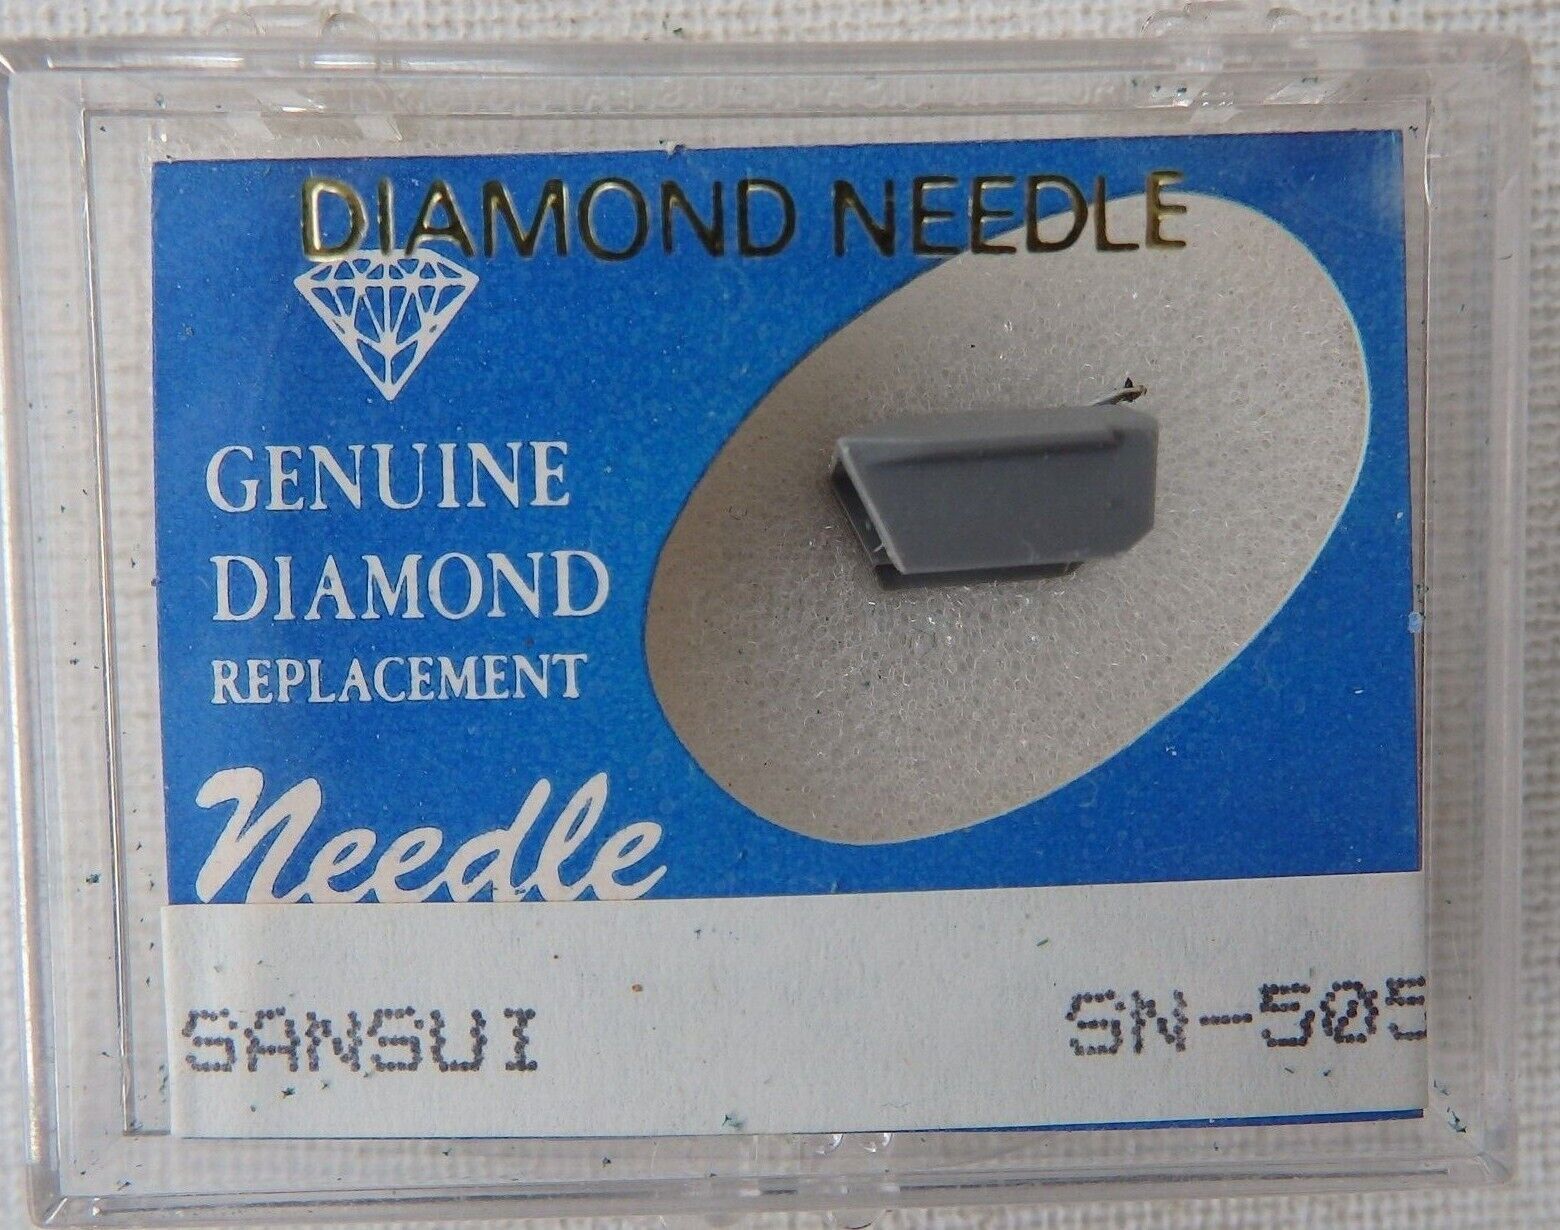 DIAMOND NEEDLE
GENUINE
DIAMOND
REPLACEMENT
Needle
SANSUI SN-505